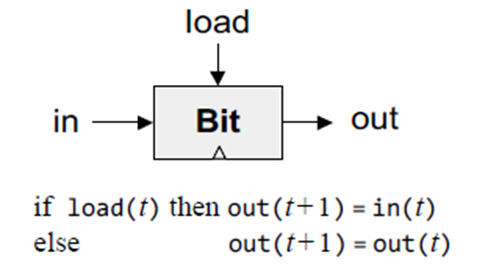 load
in Bit out
if load(t) then out(t+1) = in(t)
else out(t+1) = out(t)